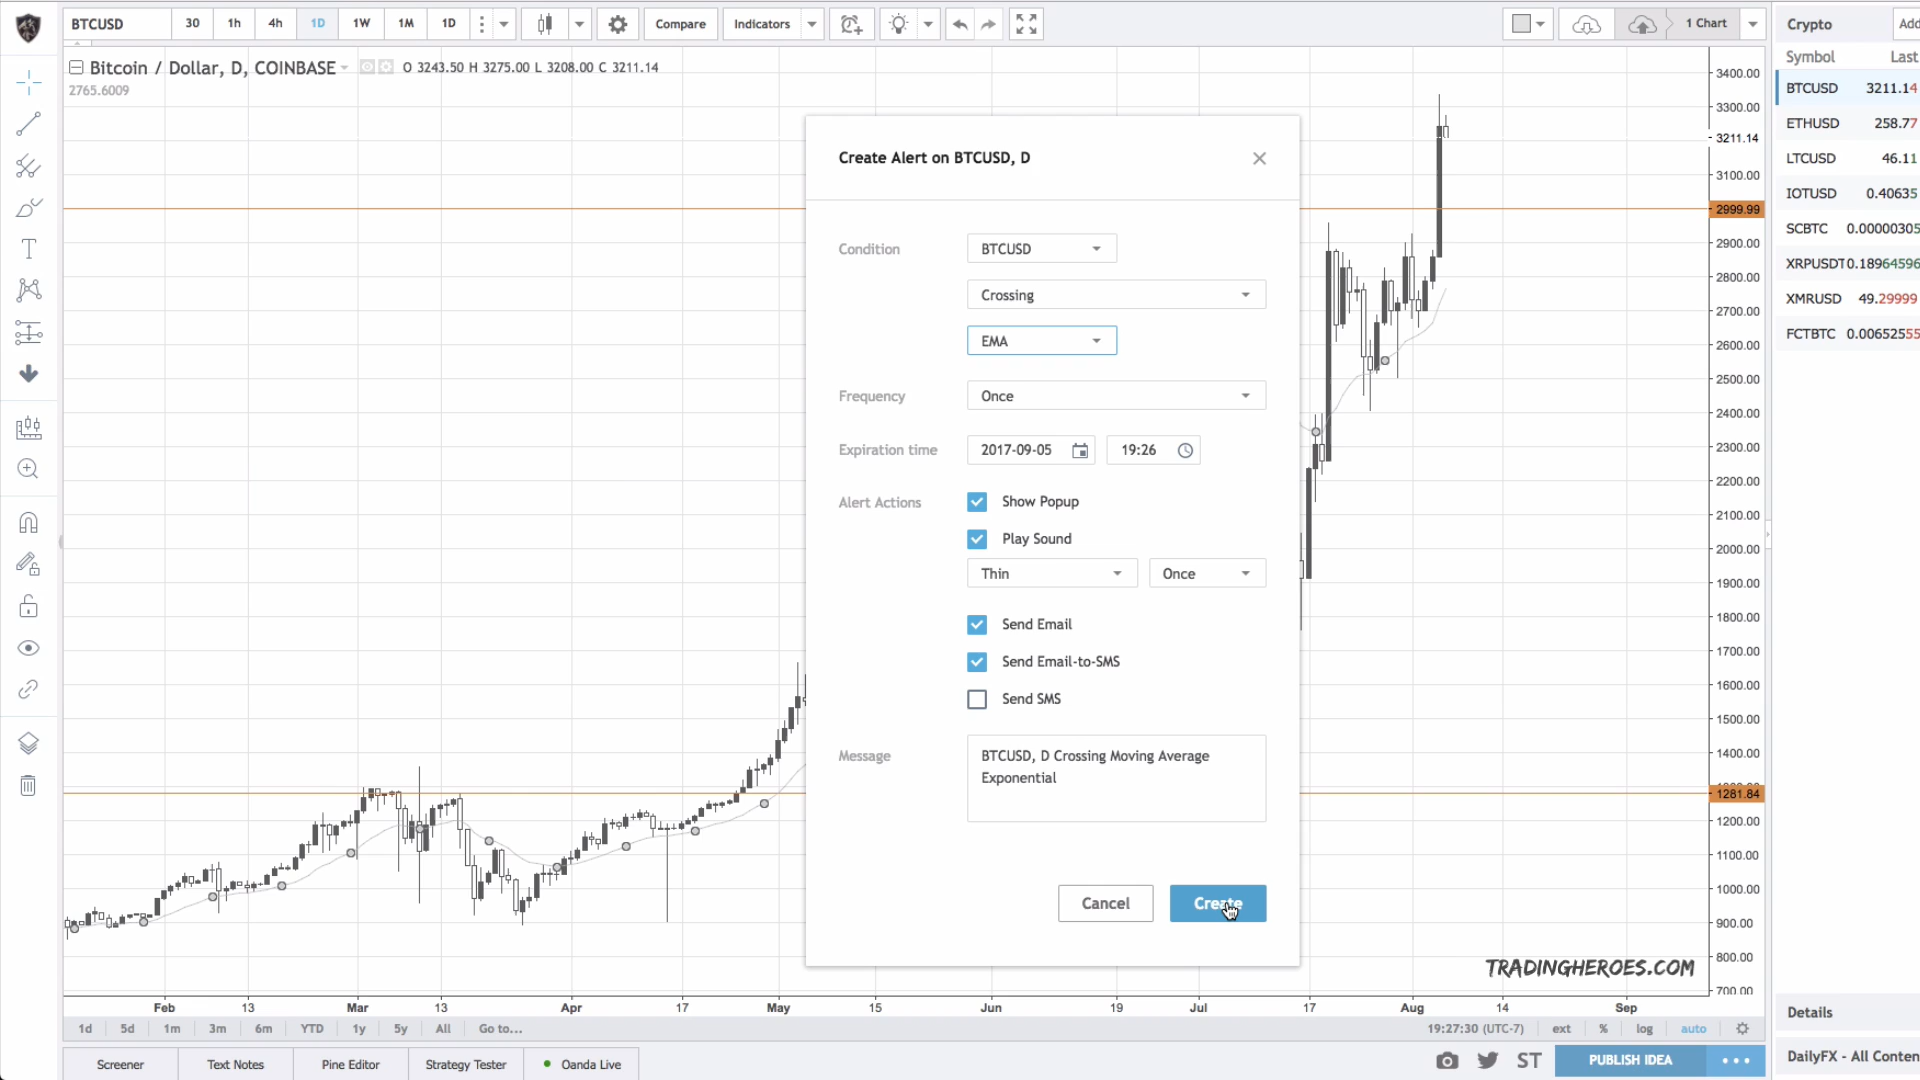 BTCUSD 30 1h 4h 1D 1W 1M 1D Compare Indicators 1 Chart
Bitcoin / Dollar, D, COINBASE O 3243.50 H 3275.00 L 3208.00 C 3211.14
2765.6009
Create Alert on BTCUSD, D
Condition BTCUSD
Crossing
EMA
Frequency Once
Expiration time 2017-09-05 19:26
Alert Actions Show Popup
Play Sound
Thin Once
Send Email
Send Email-to-SMS
Send SMS
Message BTCUSD, D Crossing Moving Average
Exponential
Cancel Create
3400.00
3300.00
3211.14
3100.00
2999.99
2900.00
2800.00
2700.00
2600.00
2500.00
2400.00
2300.00
2200.00
2100.00
2000.00
1900.00
1800.00
1700.00
1600.00
1500.00
1400.00
1281.84
1200.00
1100.00
1000.00
900.00
800.00
700.00
TRADINGHEROES.COM
Feb 13 Mar 13 Apr 17 May 15 Jun 19 Jul 17 Aug 14 Sep
1d 5d 1m 3m 6m YTD 1y 5y All Go to... 19:27:30 (UTC-7) ext % log auto
Screener Text Notes Pine Editor Strategy Tester Oanda Live ST PUBLISH IDEA
Crypto Add
Symbol Last
BTCUSD 3211.14
ETHUSD 258.77
LTCUSD 46.11
IOTUSD 0.40635
SCBTC 0.00000305
XRPUSDT 0.18964596
XMRUSD 49.29999
FCTBTC 0.00652555
Details
DailyFX - All Conten